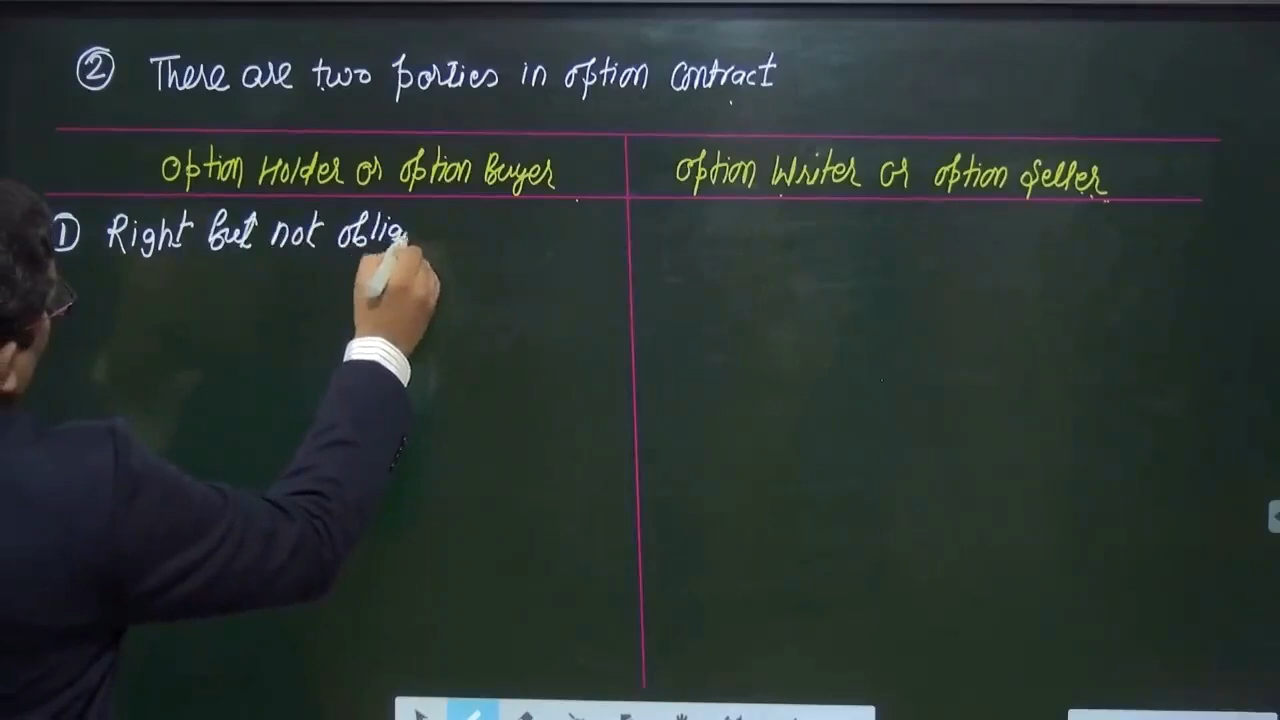 ② There are two parties in option contract
Option Holder or option Buyer
option Writer or option Seller
① Right but not oblig